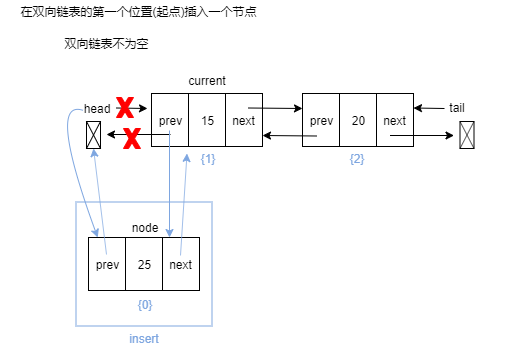 在双向链表的第一个位置(起点)插入一个节点
双向链表不为空
current
head
tail
prev 15 next
prev 20 next
{1}
{2}
node
prev 25 next
{0}
insert